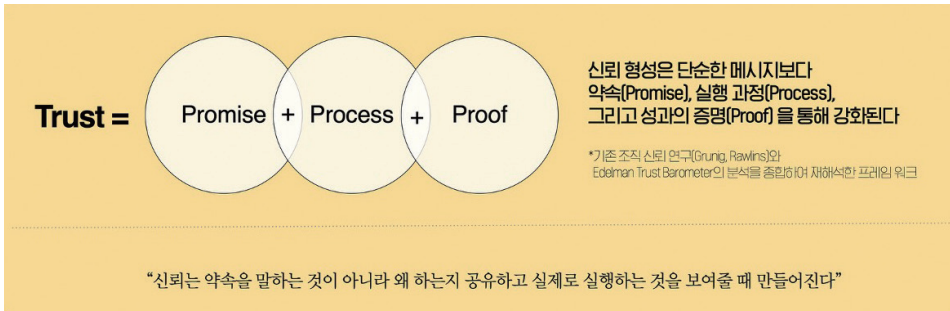 Trust = Promise + Process + Proof
신뢰 형성은 단순한 메시지보다
약속(Promise), 실행 과정(Process),
그리고 성과의 증명(Proof) 을 통해 강화된다
*기존 조직 신뢰 연구(Grunig, Rawlins)와
Edelman Trust Barometer의 분석을 종합하여 재해석한 프레임 워크
“신뢰는 약속을 말하는 것이 아니라 왜 하는지 공유하고 실제로 실행하는 것을 보여줄 때 만들어진다”